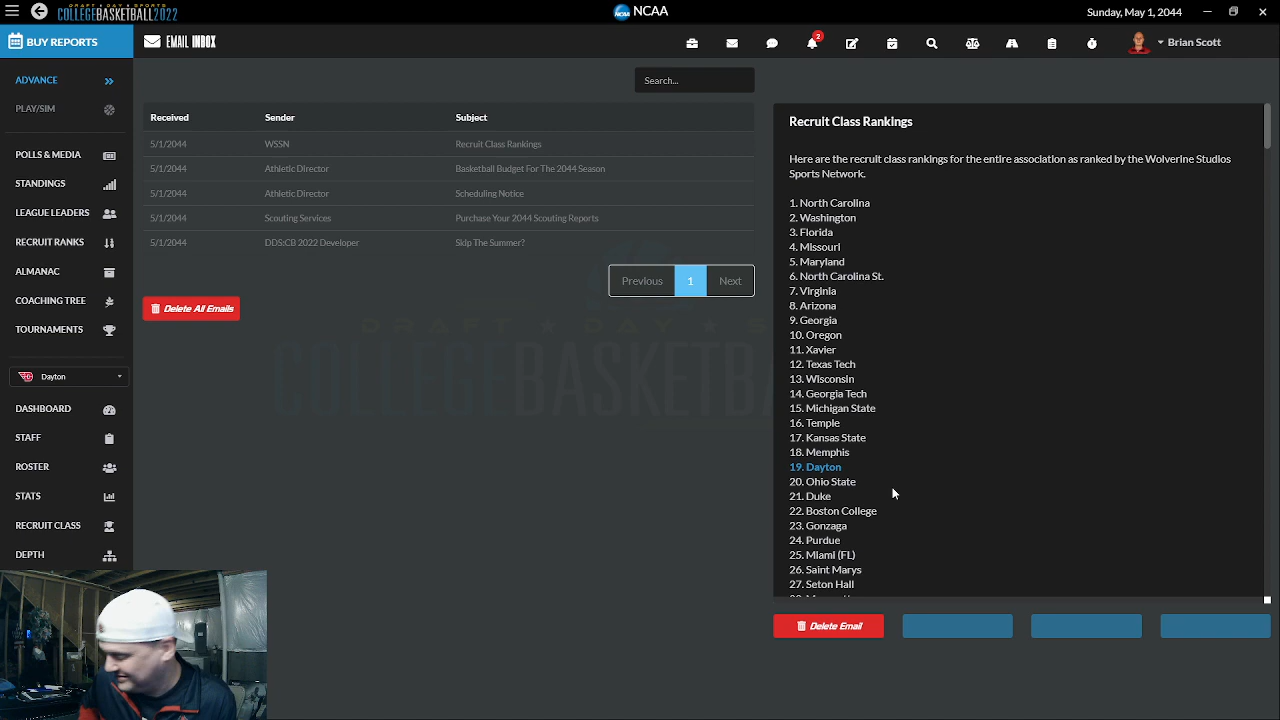 DRAFT DAY SPORTS
COLLEGEBASKETBALL2022
NCAA
Sunday, May 1, 2044
BUY REPORTS
EMAIL INBOX
2
Brian Scott
ADVANCE
PLAY/SIM
POLLS & MEDIA
STANDINGS
LEAGUE LEADERS
RECRUIT RANKS
ALMANAC
COACHING TREE
TOURNAMENTS
Dayton
DASHBOARD
STAFF
ROSTER
STATS
RECRUIT CLASS
DEPTH
Search...
Received Sender Subject
5/1/2044 WSSN Recruit Class Rankings
5/1/2044 Athletic Director Basketball Budget For The 2044 Season
5/1/2044 Athletic Director Scheduling Notice
5/1/2044 Scouting Services Purchase Your 2044 Scouting Reports
5/1/2044 DDS:CB 2022 Developer Skip The Summer?
Previous 1 Next
Delete All Emails
DRAFT DAY S
COLLEGEBASKETBAL
Recruit Class Rankings
Here are the recruit class rankings for the entire association as ranked by the Wolverine Studios
Sports Network.
1. North Carolina
2. Washington
3. Florida
4. Missouri
5. Maryland
6. North Carolina St.
7. Virginia
8. Arizona
9. Georgia
10. Oregon
11. Xavier
12. Texas Tech
13. Wisconsin
14. Georgia Tech
15. Michigan State
16. Temple
17. Kansas State
18. Memphis
19. Dayton
20. Ohio State
21. Duke
22. Boston College
23. Gonzaga
24. Purdue
25. Miami (FL)
26. Saint Marys
27. Seton Hall
Delete Email